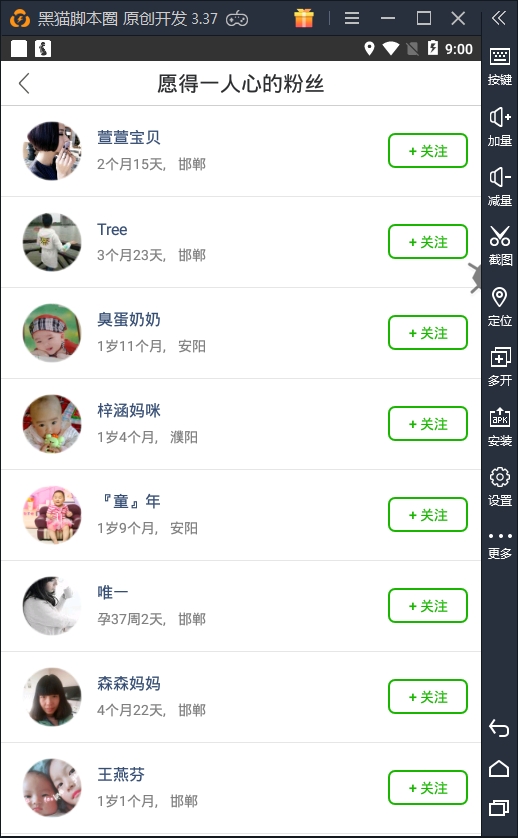 黑猫脚本圈 原创开发 3.37
9:00
愿得一人心的粉丝
萱萱宝贝
2个月15天, 邯郸
+ 关注
Tree
3个月23天, 邯郸
+ 关注
臭蛋奶奶
1岁11个月, 安阳
+ 关注
梓涵妈咪
1岁4个月, 濮阳
+ 关注
『童』年
1岁9个月, 安阳
+ 关注
唯一
孕37周2天, 邯郸
+ 关注
森森妈妈
4个月22天, 邯郸
+ 关注
王燕芬
1岁1个月, 邯郸
+ 关注
按键
加量
减量
截图
定位
多开
APK
安装
设置
更多